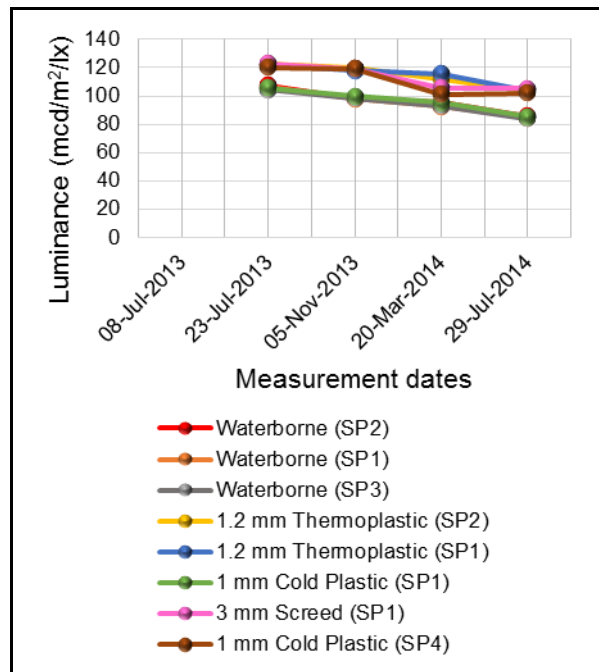 Luminance (mcd/m²/lx)
140
120
100
80
60
40
20
0
08-Jul-2013
23-Jul-2013
05-Nov-2013
20-Mar-2014
29-Jul-2014
Measurement dates
Waterborne (SP2)
Waterborne (SP1)
Waterborne (SP3)
1.2 mm Thermoplastic (SP2)
1.2 mm Thermoplastic (SP1)
1 mm Cold Plastic (SP1)
3 mm Screed (SP1)
1 mm Cold Plastic (SP4)